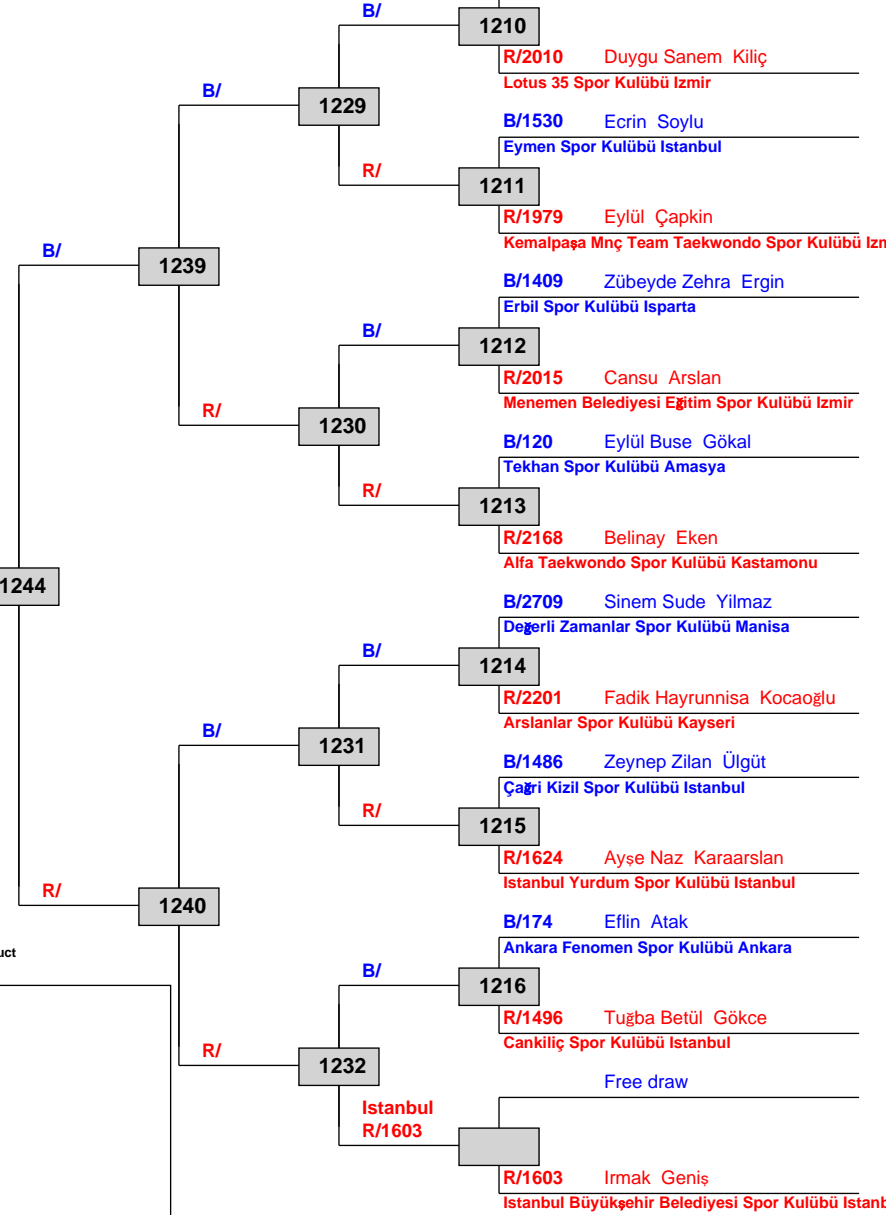 B/
1210
R/2010 Duygu Sanem Kiliç
Lotus 35 Spor Kulübü Izmir
B/
1229
B/1530 Ecrin Soylu
Eymen Spor Kulübü Istanbul
R/
1211
R/1979 Eylül Çapkin
Kemalpaşa Mnç Team Taekwondo Spor Kulübü Izm
B/
1239
B/1409 Zübeyde Zehra Ergin
Erbil Spor Kulübü Isparta
B/
1212
R/2015 Cansu Arslan
Menemen Belediyesi Eğitim Spor Kulübü Izmir
R/
1230
B/120 Eylül Buse Gökal
Tekhan Spor Kulübü Amasya
R/
1213
R/2168 Belinay Eken
Alfa Taekwondo Spor Kulübü Kastamonu
1244
B/2709 Sinem Sude Yilmaz
Değerli Zamanlar Spor Kulübü Manisa
B/
1214
R/2201 Fadik Hayrunnisa Kocaoğlu
Arslanlar Spor Kulübü Kayseri
B/
1231
B/1486 Zeynep Zilan Ülgüt
Çağri Kizil Spor Kulübü Istanbul
R/
1215
R/1624 Ayşe Naz Karaarslan
Istanbul Yurdum Spor Kulübü Istanbul
R/
1240
B/174 Eflin Atak
Ankara Fenomen Spor Kulübü Ankara
uct
B/
1216
R/1496 Tuğba Betül Gökce
Cankiliç Spor Kulübü Istanbul
R/
1232
Free draw
Istanbul
R/1603
R/1603 Irmak Geniş
Istanbul Büyükşehir Belediyesi Spor Kulübü Istanb